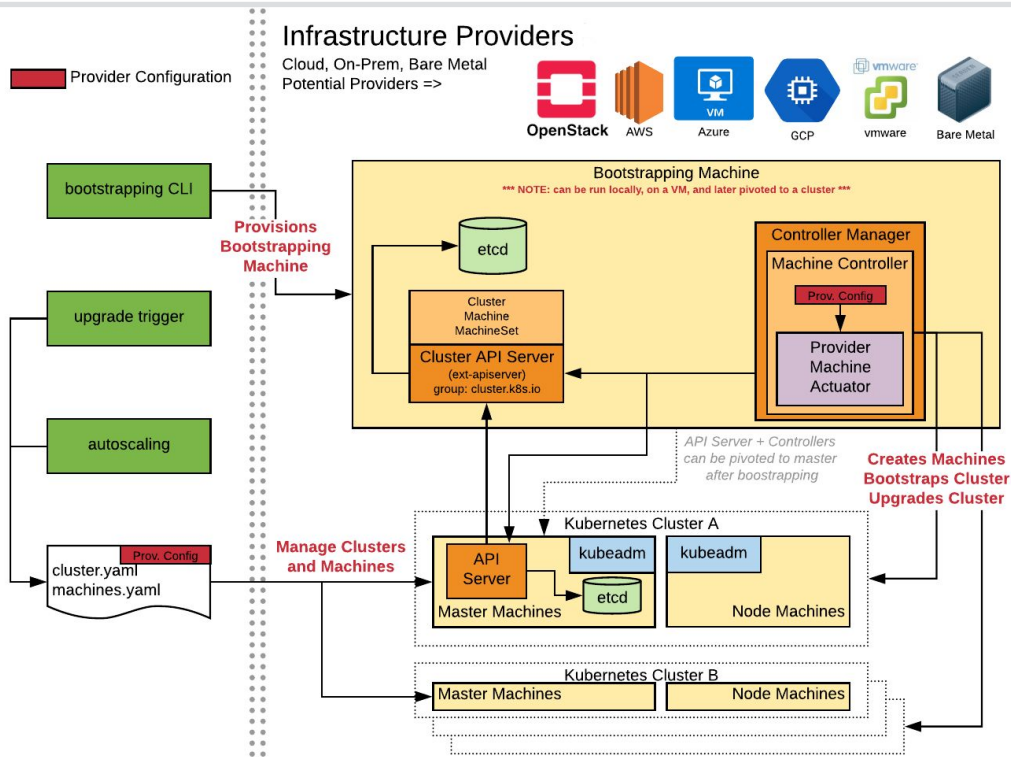 Infrastructure Providers
Cloud, On-Prem, Bare Metal
Potential Providers =>
Provider Configuration
OpenStack
AWS
VM
Azure
GCP
vmware
vmware
Bare Metal
bootstrapping CLI
upgrade trigger
autoscaling
Prov. Config
cluster.yaml
machines.yaml
Provisions
Bootstrapping
Machine
Bootstrapping Machine
*** NOTE: can be run locally, on a VM, and later pivoted to a cluster ***
etcd
Cluster
Machine
MachineSet
Cluster API Server
(ext-apiserver)
group: cluster.k8s.io
Controller Manager
Machine Controller
Prov. Config
Provider
Machine
Actuator
API Server + Controllers
can be pivoted to master
after boostrapping
Creates Machines
Bootstraps Cluster
Upgrades Cluster
Manage Clusters
and Machines
Kubernetes Cluster A
API
Server
kubeadm
etcd
Master Machines
kubeadm
Node Machines
Kubernetes Cluster B
Master Machines
Node Machines